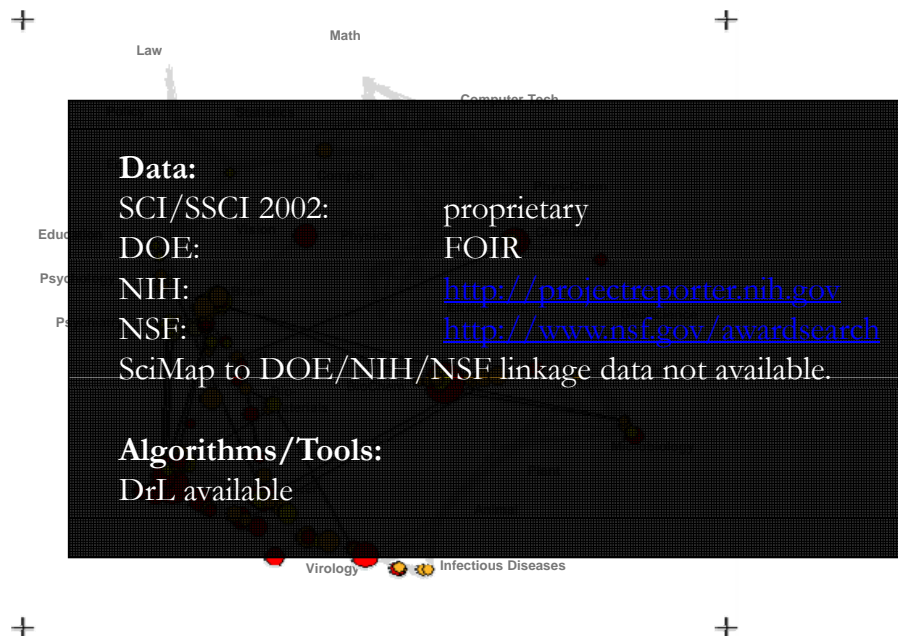 Math
Law
Computer Tech
Data:
SCI/SSCI 2002: proprietary
DOE: FOIR
NIH: http://projectreporter.nih.gov
NSF: http://www.nsf.gov/awardsearch
SciMap to DOE/NIH/NSF linkage data not available.
Algorithms/Tools:
DrL available
Virology
Infectious Diseases